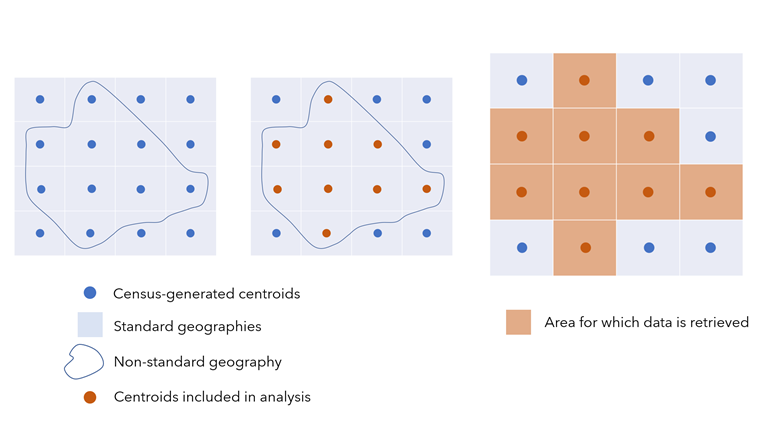 Census-generated centroids
Standard geographies
Non-standard geography
Centroids included in analysis
Area for which data is retrieved